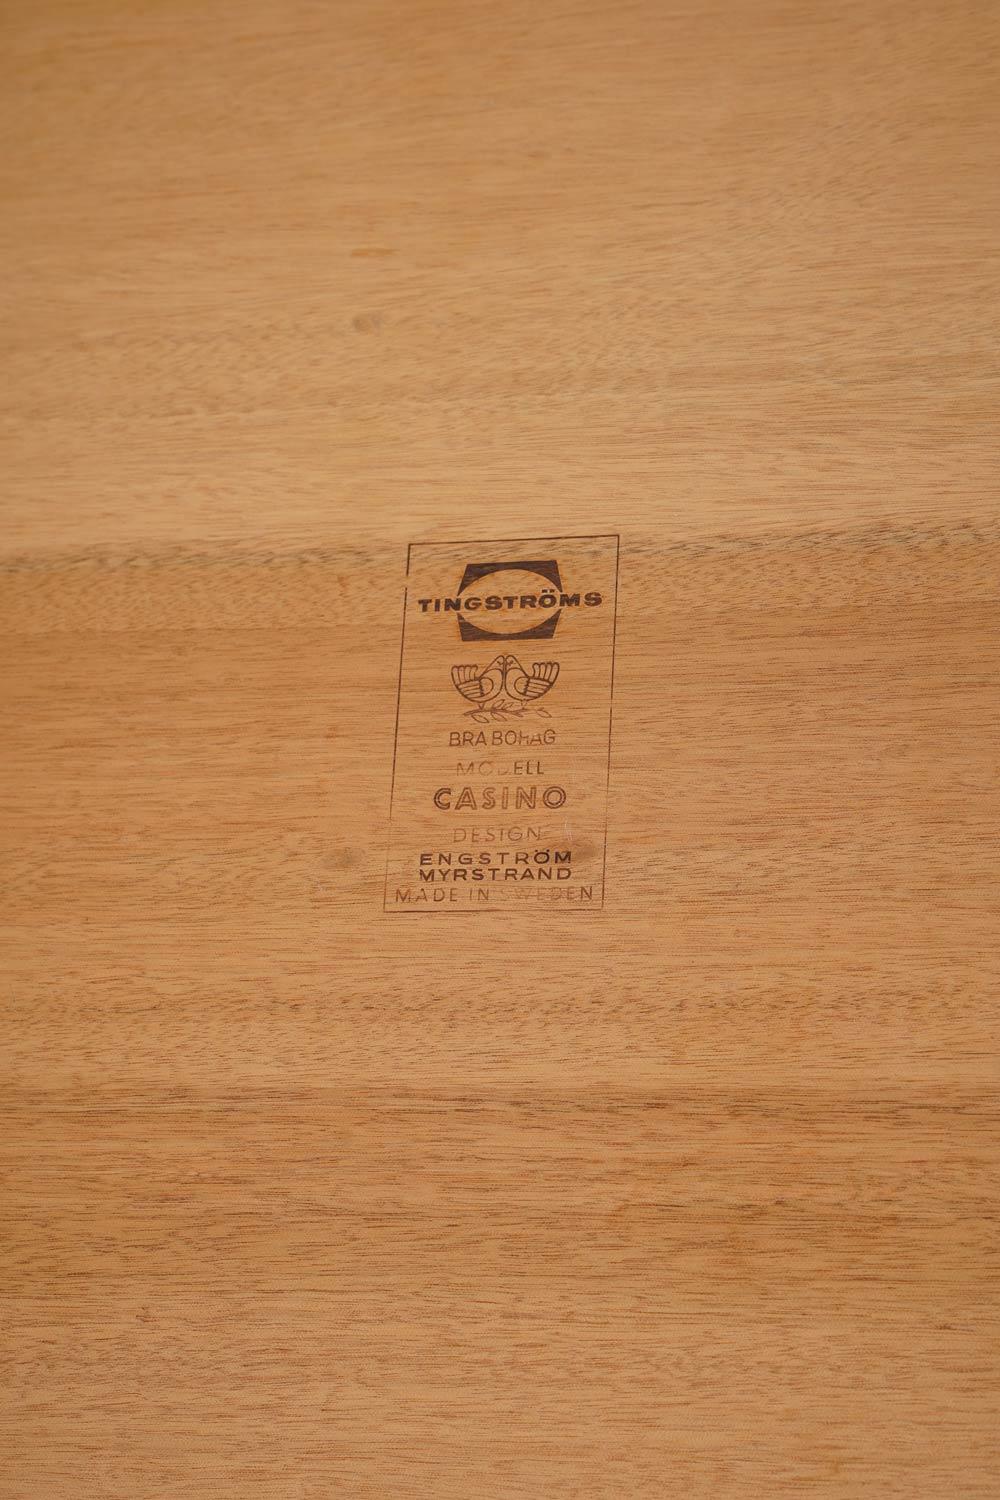 TINGSTRÖMS
BRA BOHAG
MODELL
CASINO
DESIGN
ENGSTRÖM
MYRSTRAND
MADE IN SWEDEN